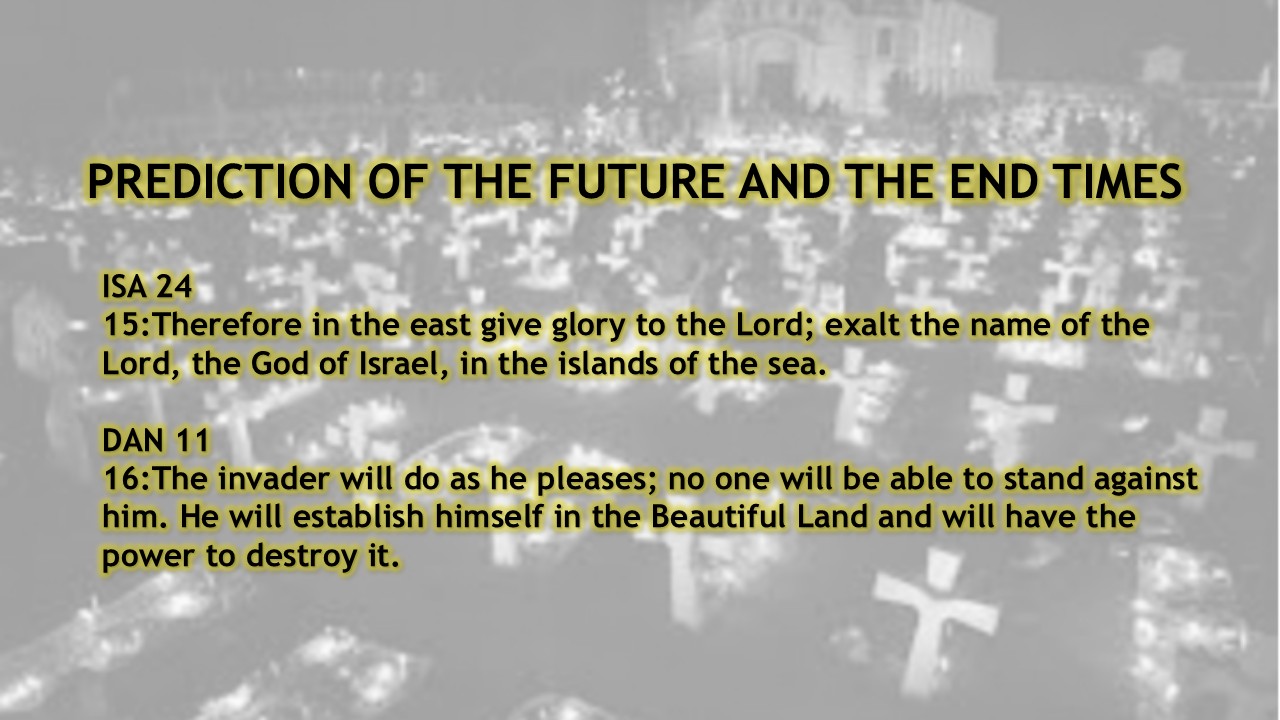 PREDICTION OF THE FUTURE AND THE END TIMES
ISA 24
15:Therefore in the east give glory to the Lord; exalt the name of the
Lord, the God of Israel, in the islands of the sea.
DAN 11
16:The invader will do as he pleases; no one will be able to stand against
him. He will establish himself in the Beautiful Land and will have the
power to destroy it.